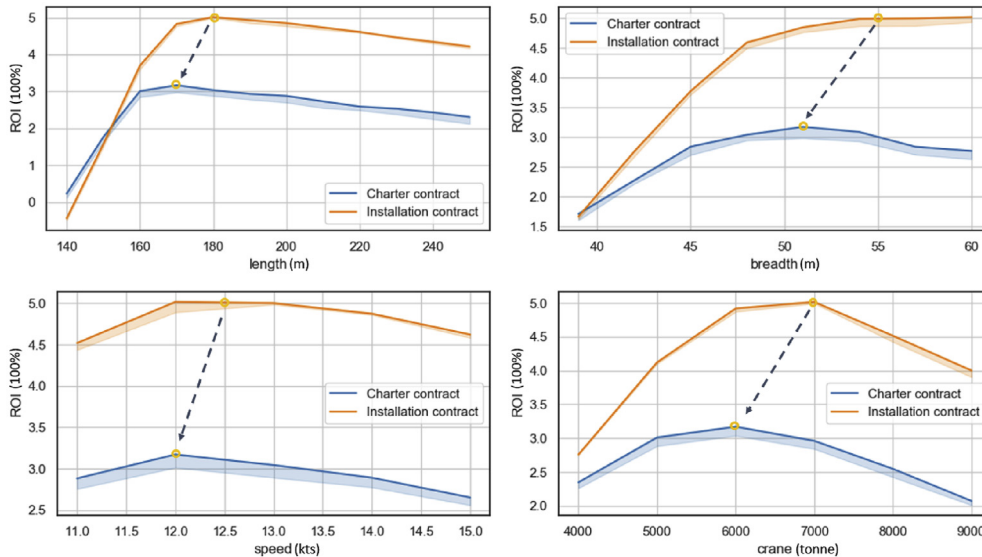 5
4
3
2
1
0
ROI (100%)
Charter contract
Installation contract
140 160 180 200 220 240
length (m)
5.0
4.5
4.0
3.5
3.0
2.5
2.0
1.5
ROI (100%)
Charter contract
Installation contract
40 45 50 55 60
breadth (m)
5.0
4.5
4.0
3.5
3.0
2.5
ROI (100%)
Charter contract
Installation contract
11.0 11.5 12.0 12.5 13.0 13.5 14.0 14.5 15.0
speed (kts)
5.0
4.5
4.0
3.5
3.0
2.5
2.0
ROI (100%)
Charter contract
Installation contract
4000 5000 6000 7000 8000 9000
crane (tonne)